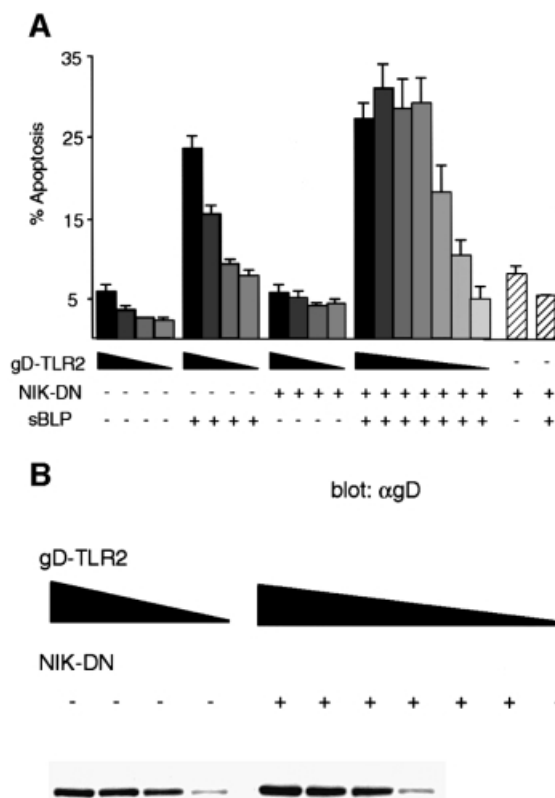 A
35
25
15
5
% Apoptosis
gD-TLR2 - -
NIK-DN - - - - - - - - + + + + + + + + + + + + +
sBLP - - - - + + + + - - - - + + + + + + + - +
B
blot: αgD
gD-TLR2
NIK-DN
- - - - + + + + + +